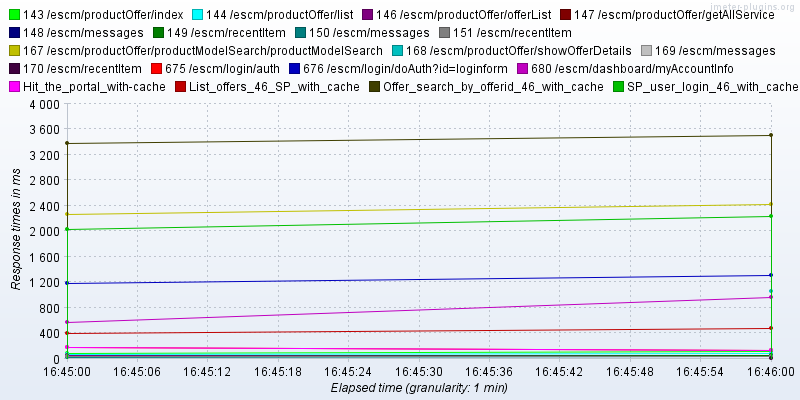 jmeter-plugins.org
143 /escm/productOffer/index 144 /escm/productOffer/list 146 /escm/productOffer/offerList 147 /escm/productOffer/getAllService
148 /escm/messages 149 /escm/recentItem 150 /escm/messages 151 /escm/recentItem
167 /escm/productOffer/productModelSearch/productModelSearch 168 /escm/productOffer/showOfferDetails 169 /escm/messages
170 /escm/recentItem 675 /escm/login/auth 676 /escm/login/doAuth?id=loginform 680 /escm/dashboard/myAccountInfo
Hit_the_portal_with-cache List_offers_46_SP_with_cache Offer_search_by_offerid_46_with_cache SP_user_login_46_with_cache
4 000
3 600
3 200
2 800
2 400
2 000
1 600
1 200
800
400
0
Response times in ms
16:45:00 16:45:06 16:45:12 16:45:18 16:45:24 16:45:30 16:45:36 16:45:42 16:45:48 16:45:54 16:46:00
Elapsed time (granularity: 1 min)